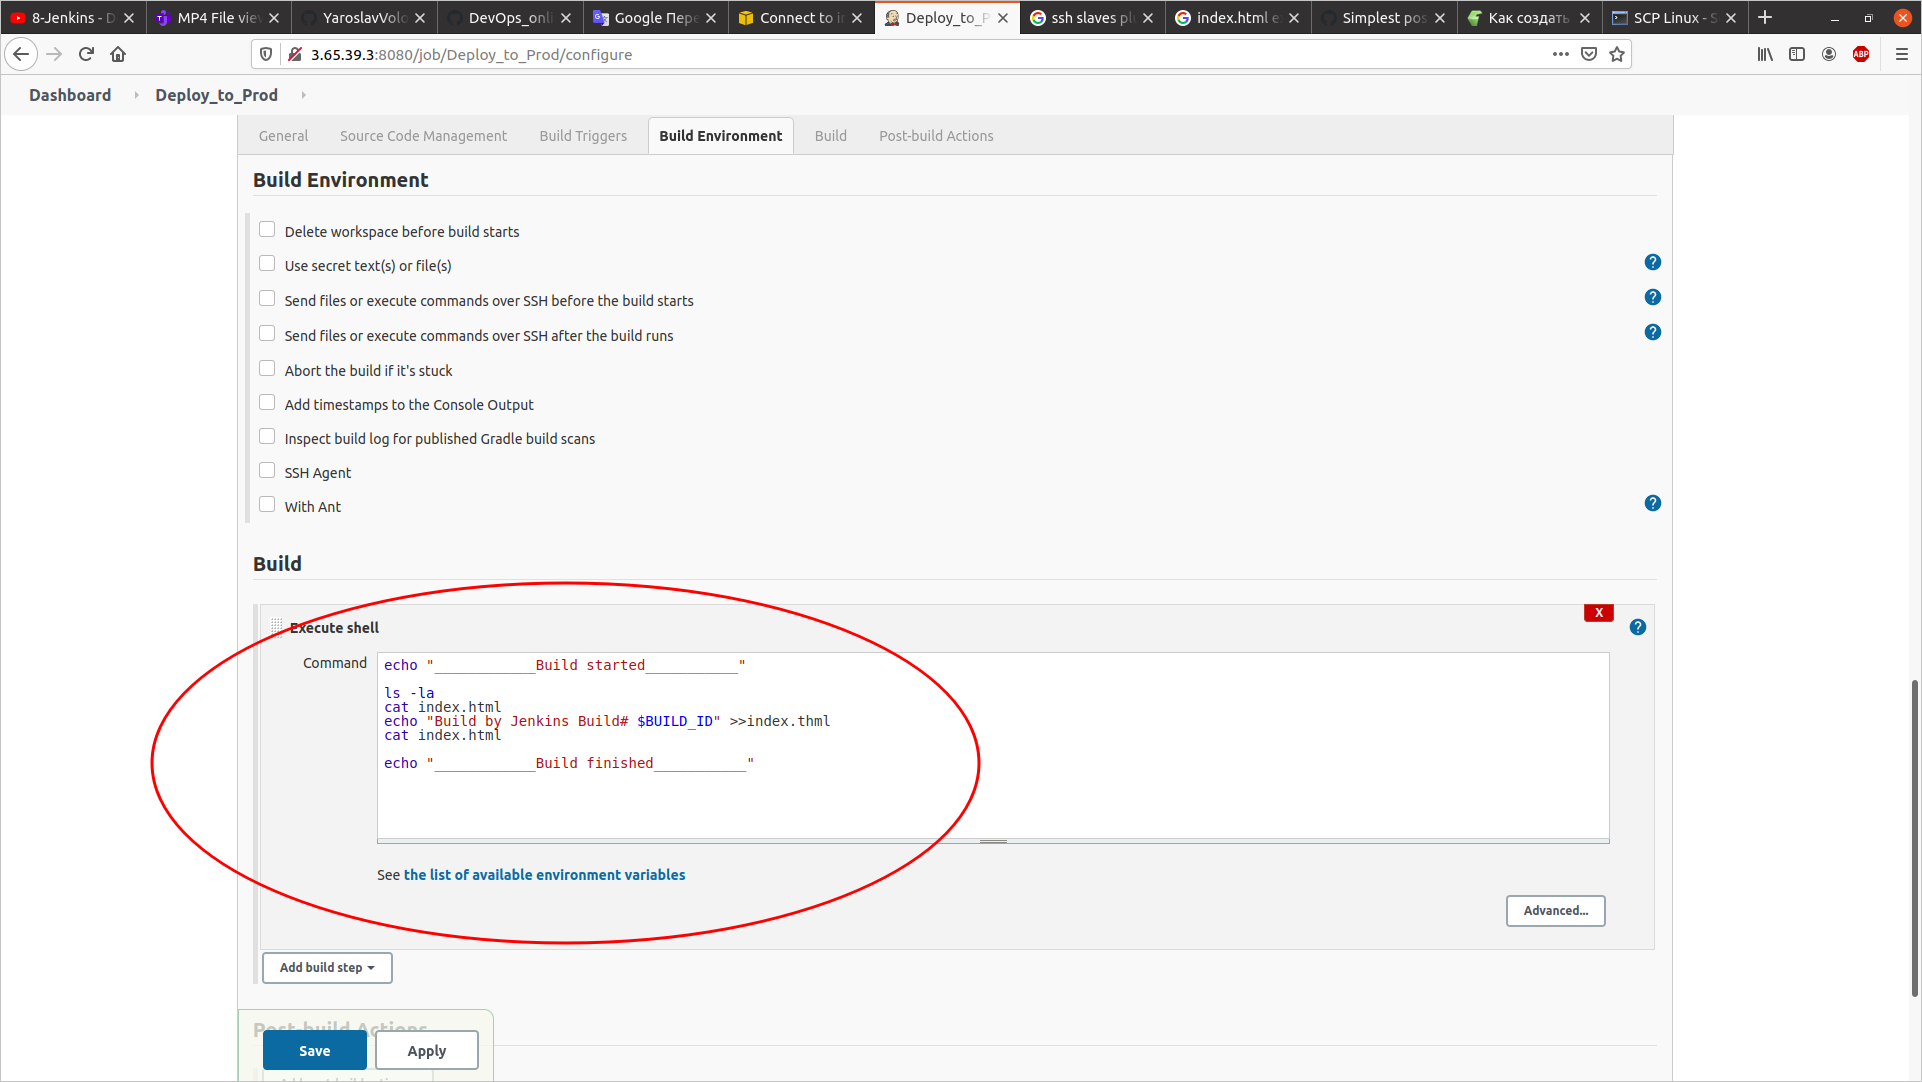 8-Jenkins - D
MP4 File vie
YaroslavVolo
DevOps_onl
Google Пере
Connect to i
Deploy_to_P
ssh slaves pl
index.html e
Simplest pos
Как создать
SCP Linux - S
3.65.39.3:8080/job/Deploy_to_Prod/configure
ABP
Dashboard
Deploy_to_Prod
General
Source Code Management
Build Triggers
Build Environment
Build
Post-build Actions
Build Environment
Delete workspace before build starts
Use secret text(s) or file(s)
?
Send files or execute commands over SSH before the build starts
?
Send files or execute commands over SSH after the build runs
?
Abort the build if it's stuck
Add timestamps to the Console Output
Inspect build log for published Gradle build scans
SSH Agent
With Ant
?
Build
X
Execute shell
?
Command
echo "____________Build started___________"
ls -la
cat index.html
echo "Build by Jenkins Build# $BUILD_ID" >>index.thml
cat index.html
echo "____________Build finished___________"
See the list of available environment variables
Advanced...
Add build step
Post-build Actions
Save
Apply